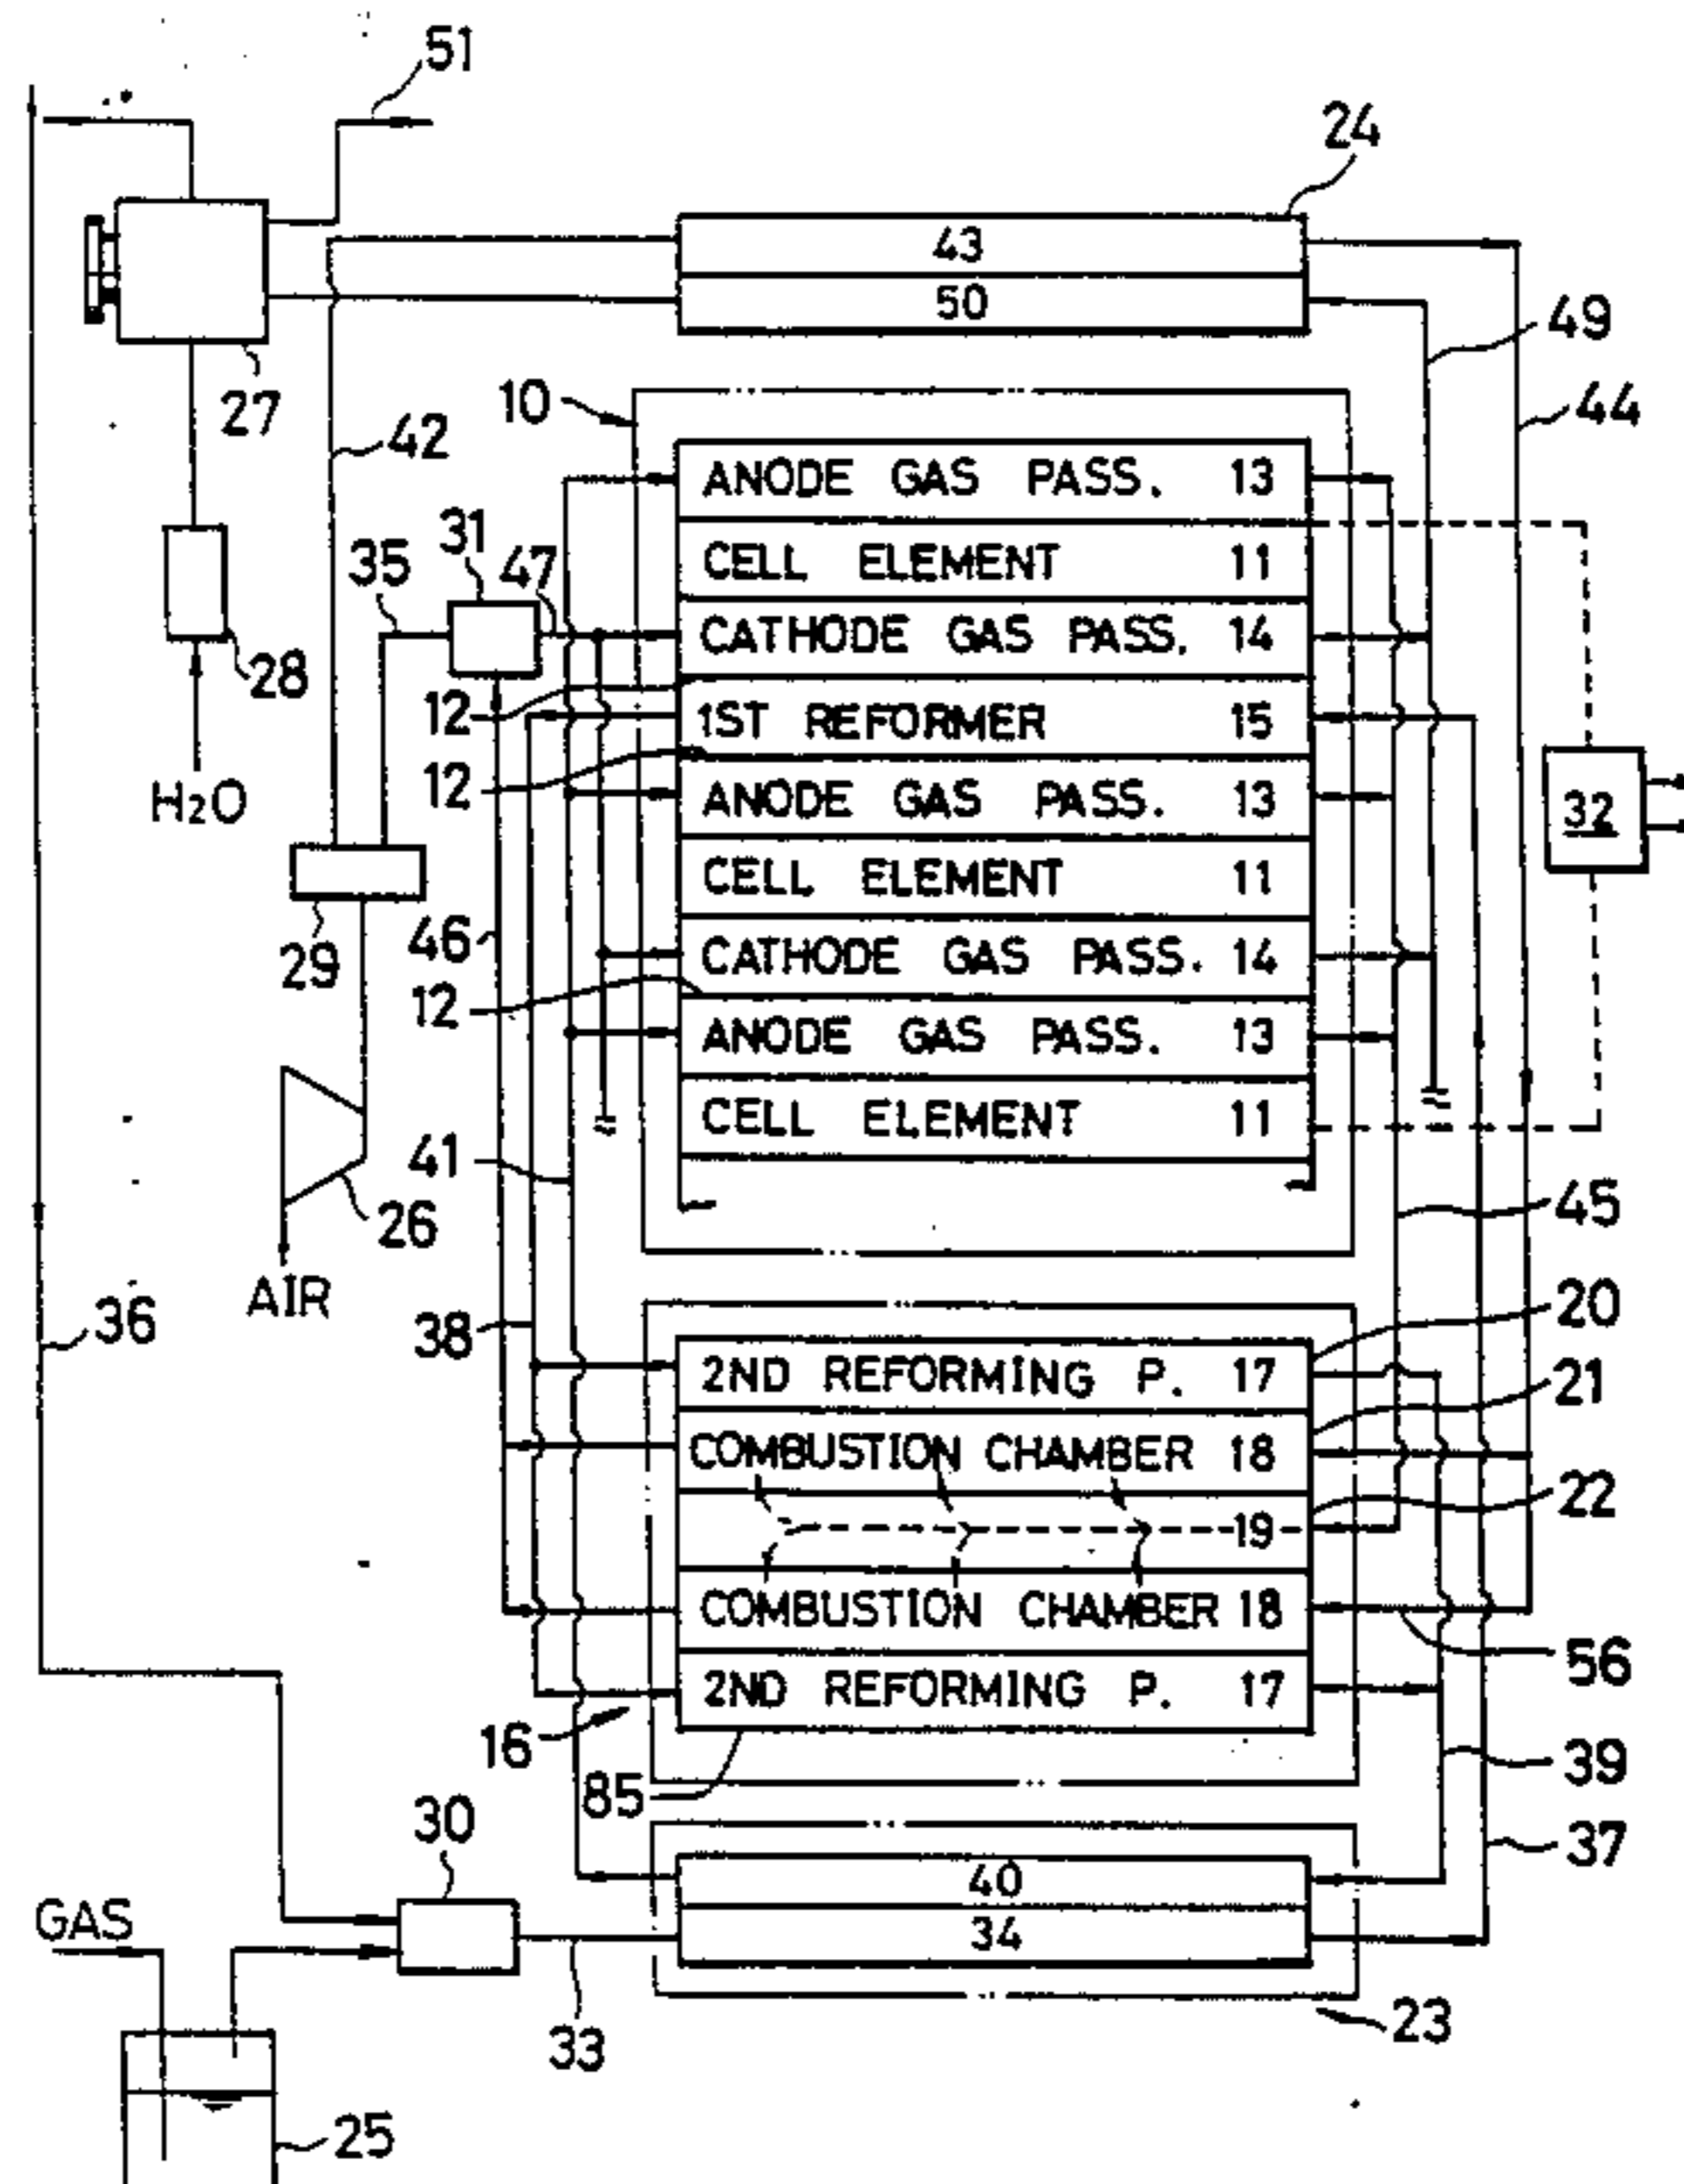 51
24
43
50
49
27
10
44
42
ANODE GAS PASS. 13
31
35
47
CELL ELEMENT 11
CATHODE GAS PASS. 14
28
12
1ST REFORMER 15
12
H2O
ANODE GAS PASS. 13
32
CELL ELEMENT 11
29
46
CATHODE GAS PASS. 14
12
ANODE GAS PASS. 13
CELL ELEMENT 11
41
26
45
AIR
36
38
20
2ND REFORMING P. 17
21
COMBUSTION CHAMBER 18
22
19
COMBUSTION CHAMBER 18
56
2ND REFORMING P. 17
16
39
85
30
37
40
GAS
34
33
23
25